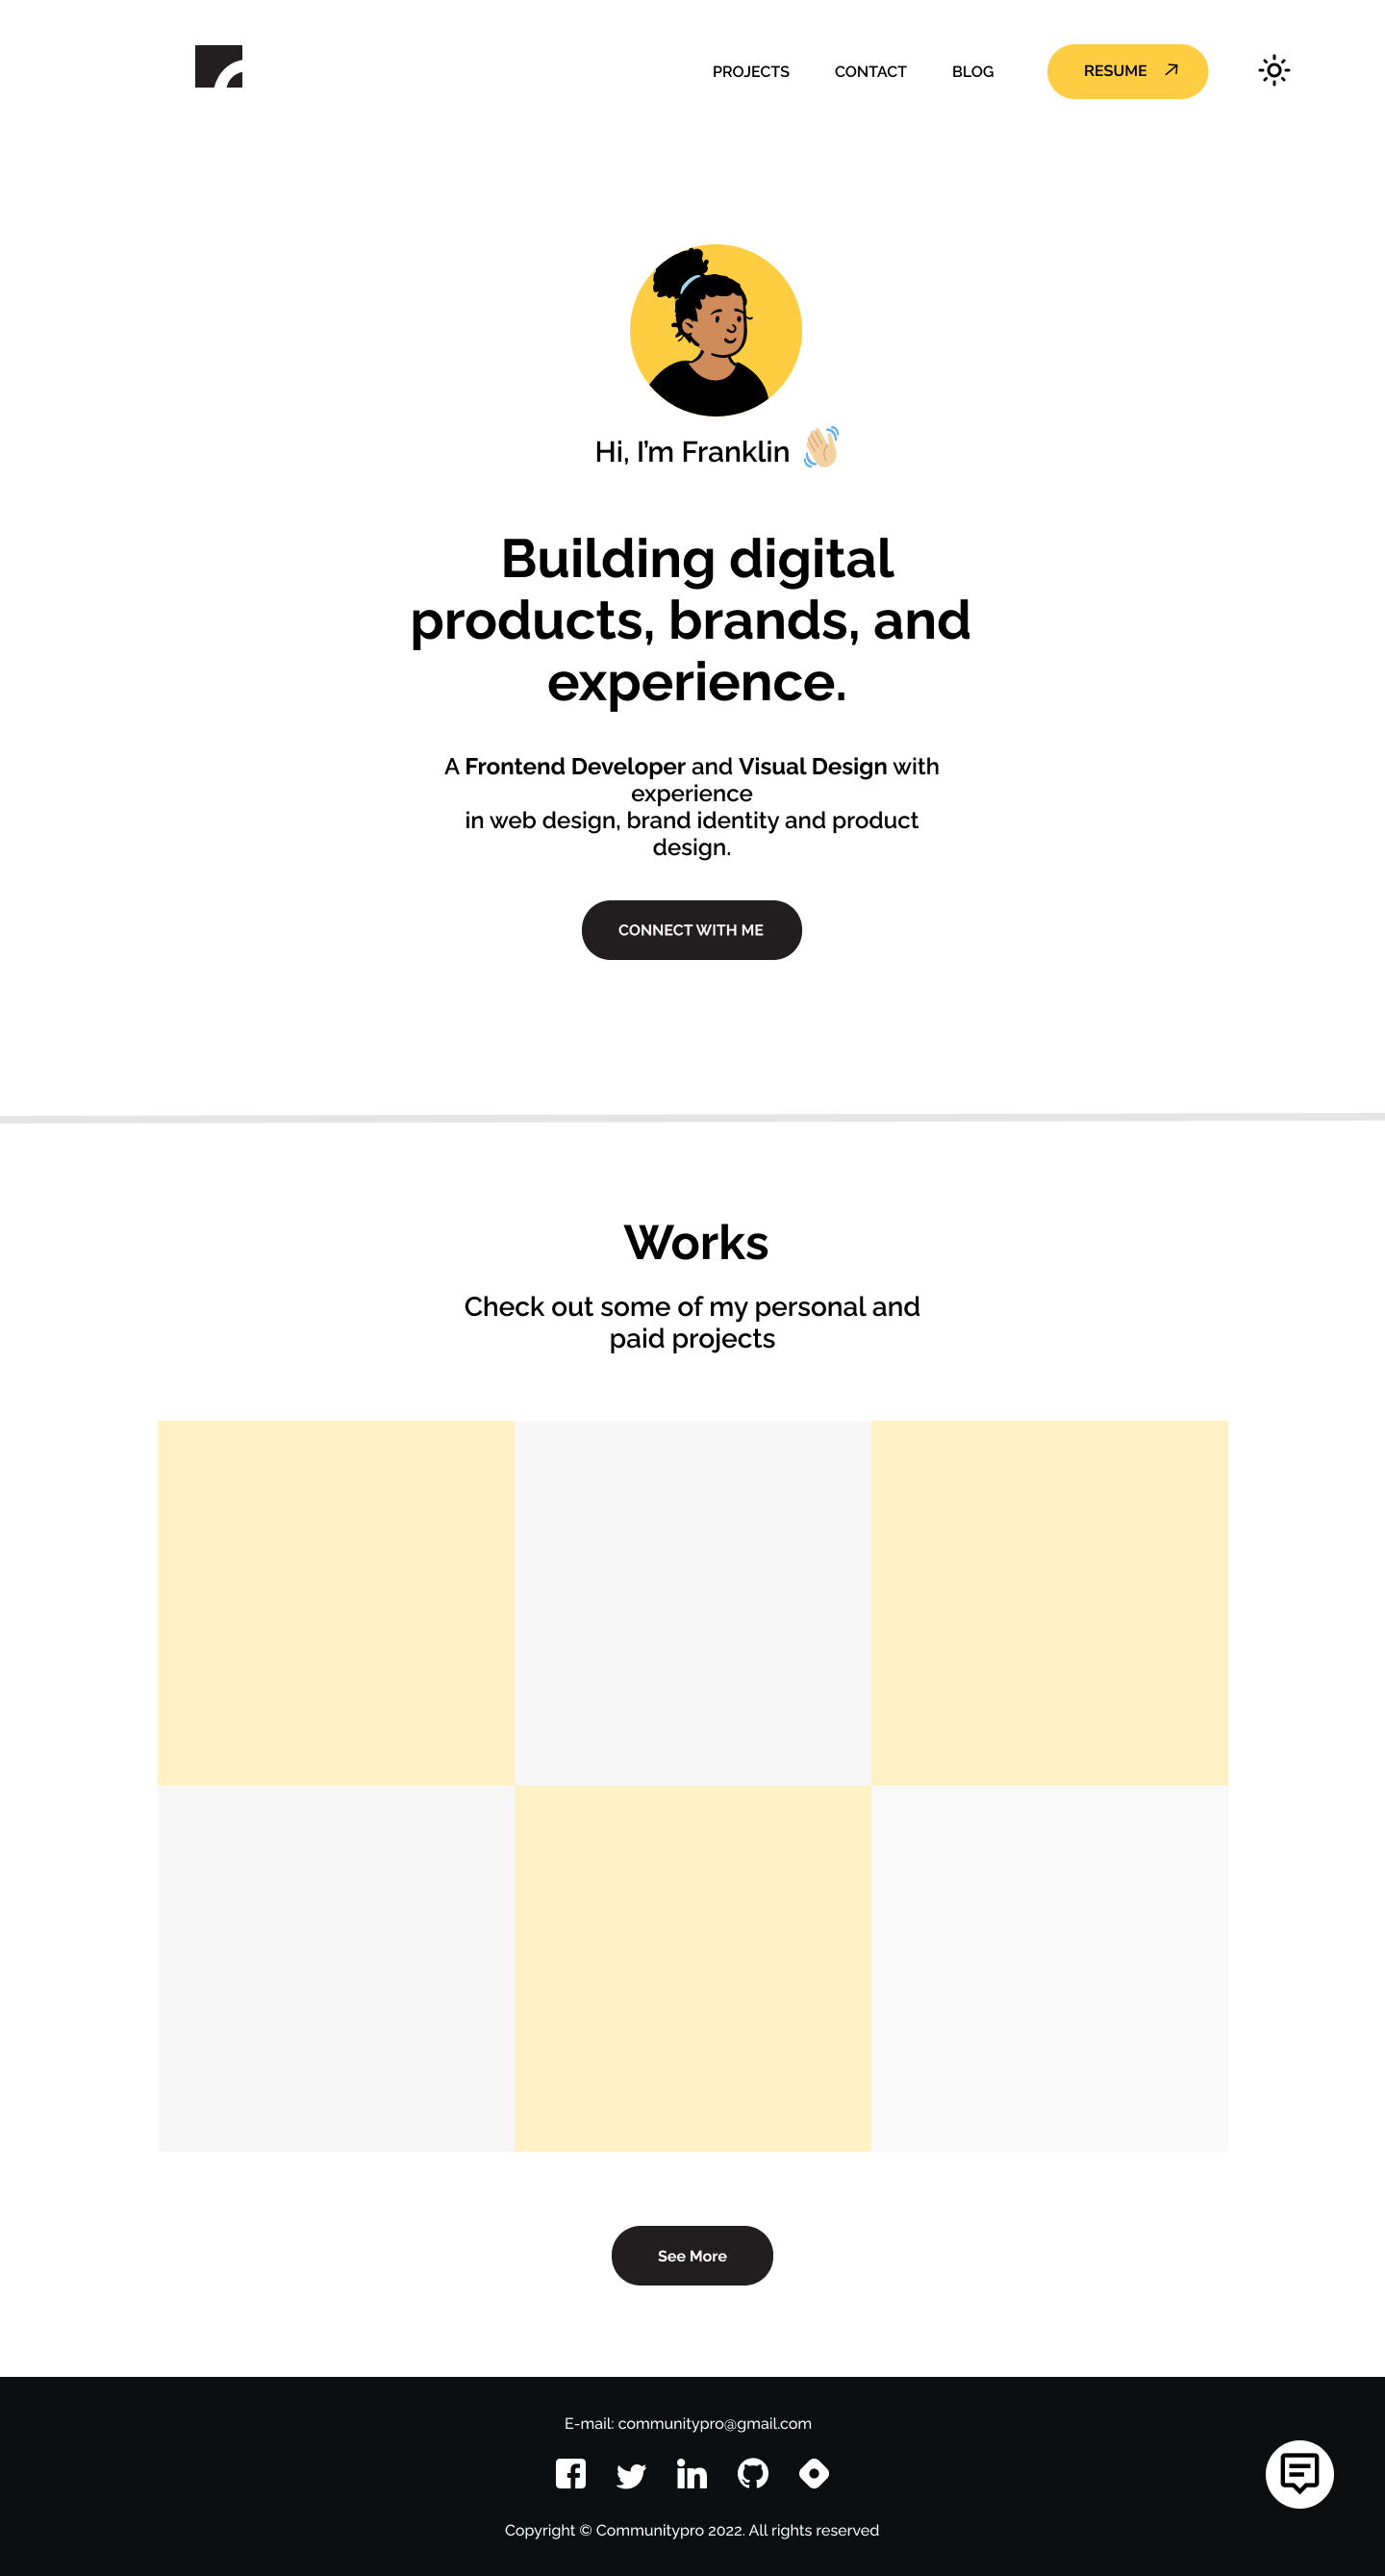 PROJECTS
CONTACT
BLOG
RESUME
Hi, I'm Franklin
Building digital
products, brands, and
experience.
A Frontend Developer and Visual Design with
experience
in web design, brand identity and product
design.
CONNECT WITH ME
Works
Check out some of my personal and
paid projects
See More
E-mail: communitypro@gmail.com
Copyright © Communitypro 2022. All rights reserved